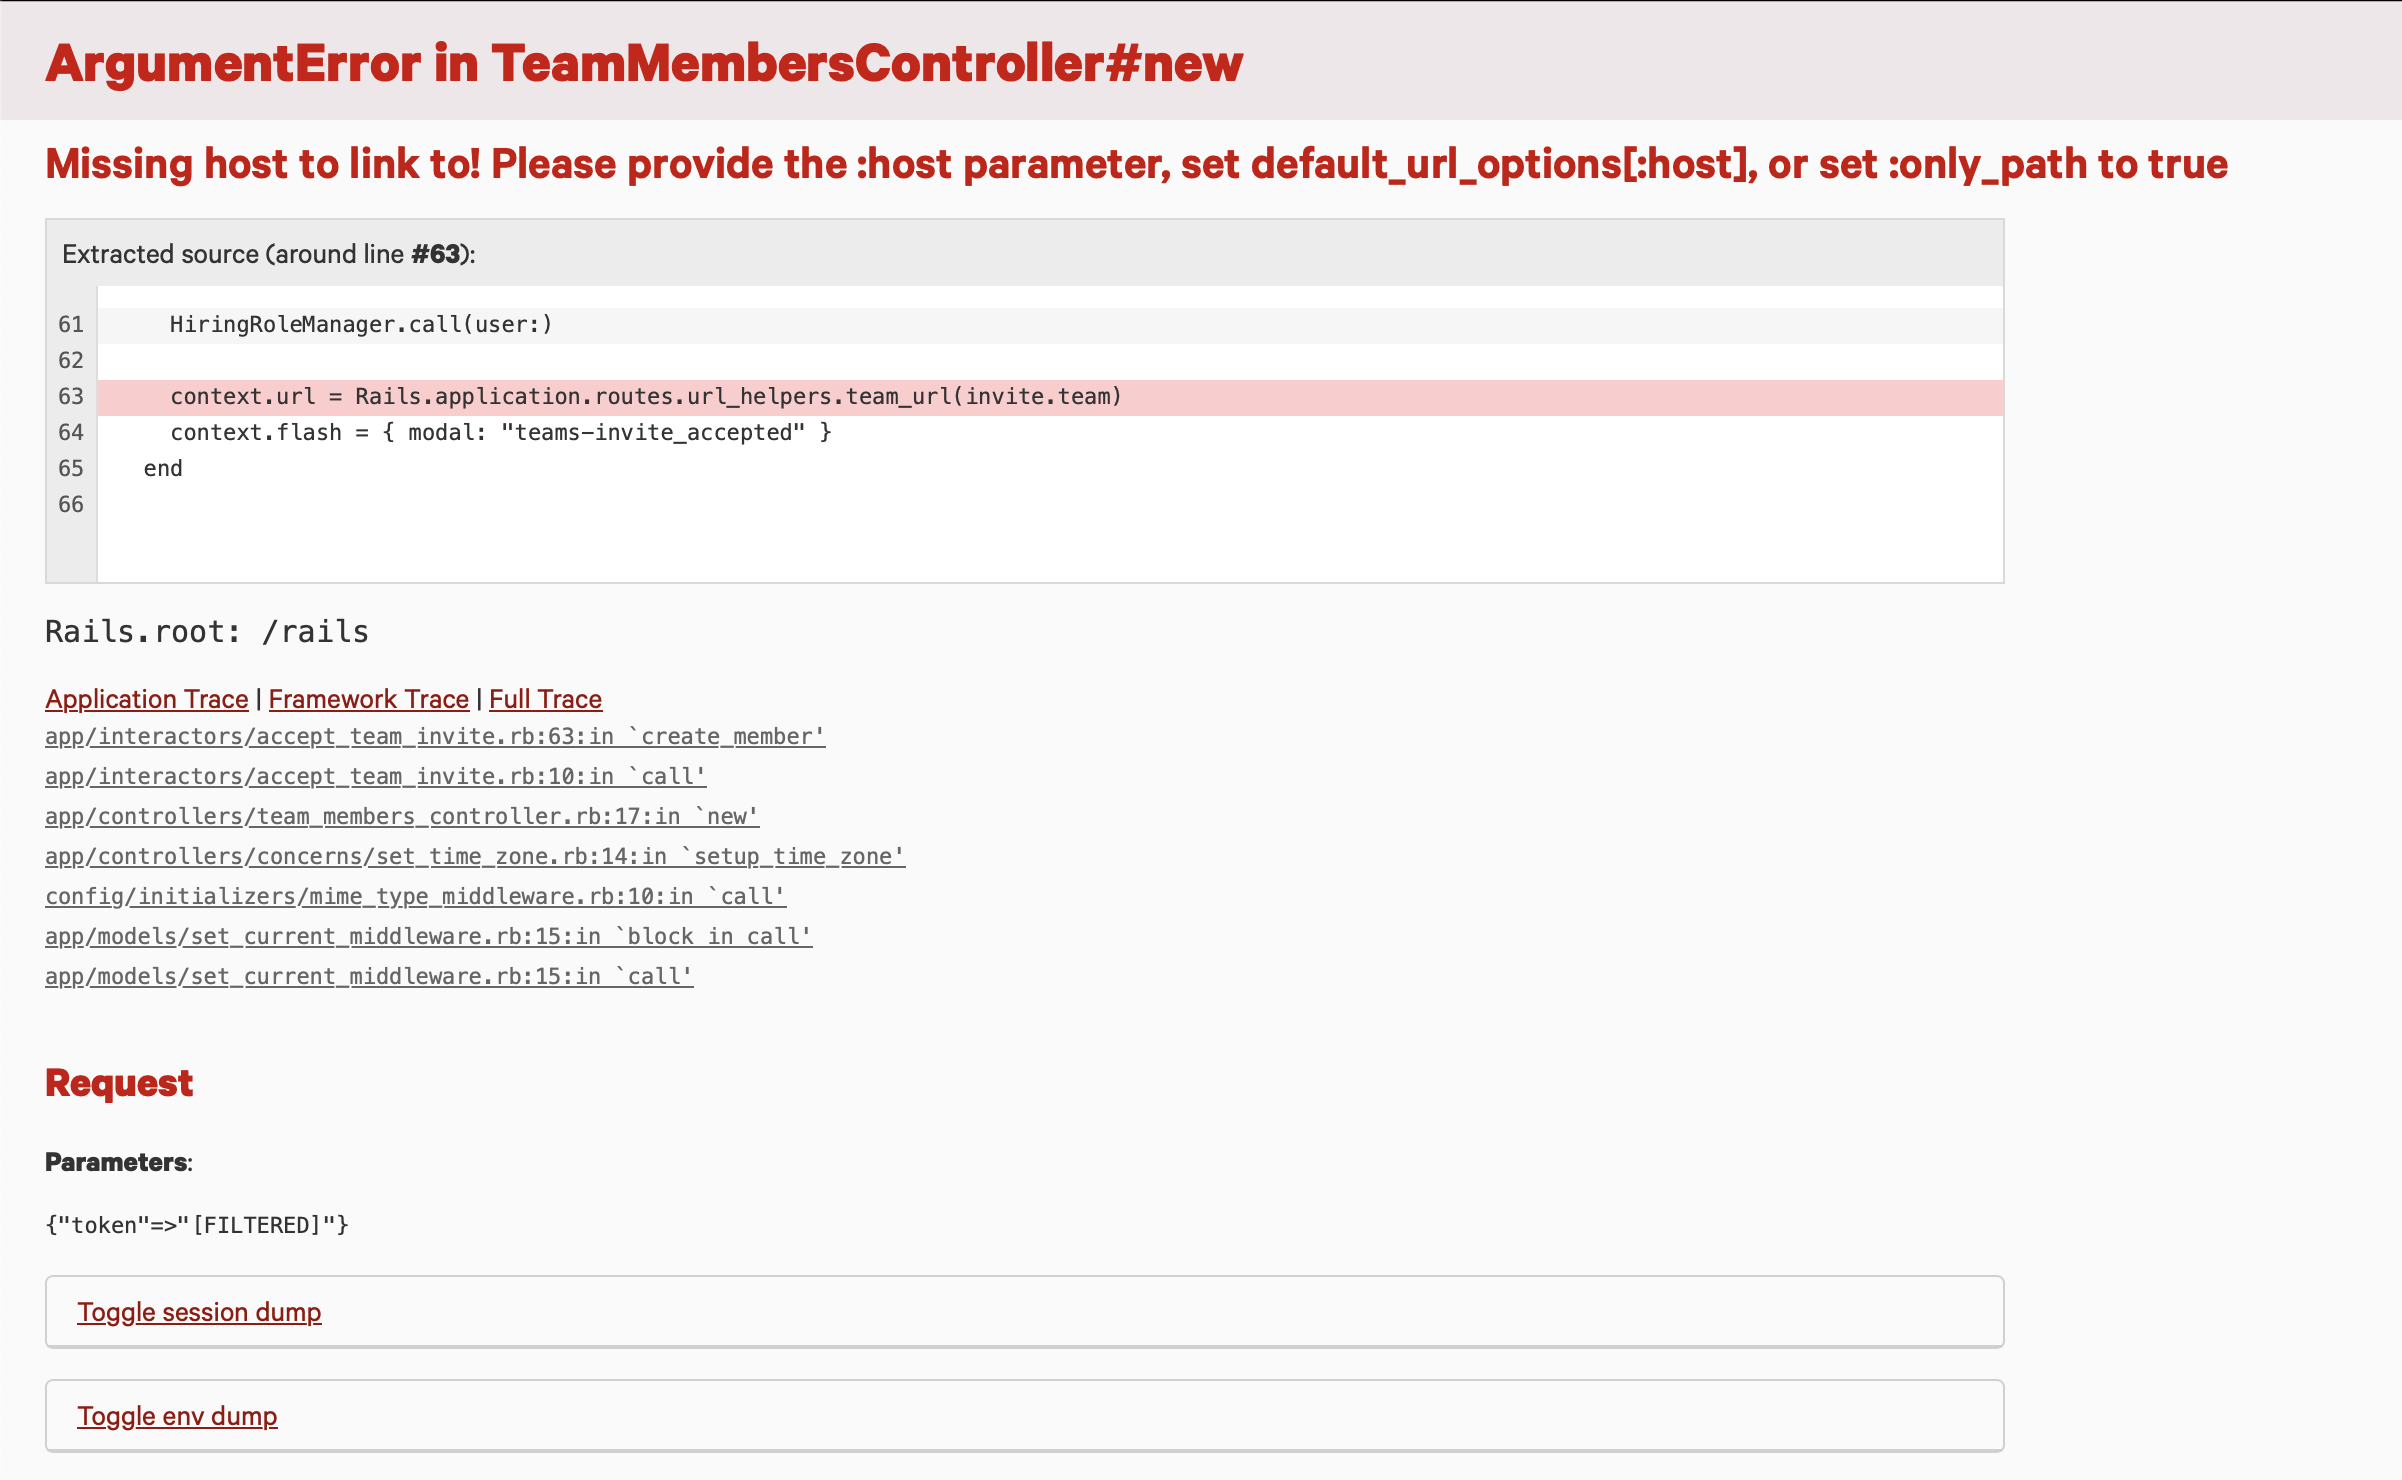 ArgumentError in TeamMembersController#new
Missing host to link to! Please provide the :host parameter, set default_url_options[:host], or set :only_path to true
Extracted source (around line #63):
61 HiringRoleManager.call(user:)
62
63 context.url = Rails.application.routes.url_helpers.team_url(invite.team)
64 context.flash = { modal: "teams-invite_accepted" }
65 end
66
Rails.root: /rails
Application Trace | Framework Trace | Full Trace
app/interactors/accept_team_invite.rb:63:in `create_member'
app/interactors/accept_team_invite.rb:10:in `call'
app/controllers/team_members_controller.rb:17:in `new'
app/controllers/concerns/set_time_zone.rb:14:in `setup_time_zone'
config/initializers/mime_type_middleware.rb:10:in `call'
app/models/set_current_middleware.rb:15:in `block in call'
app/models/set_current_middleware.rb:15:in `call'
Request
Parameters:
{"token"=>"[FILTERED]"}
Toggle session dump
Toggle env dump